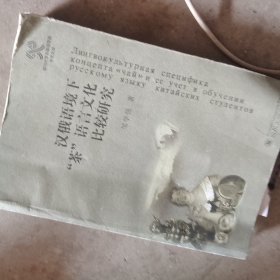 Лингвокультурная специфика
концепта «чай» и ее учет в обучении
русскому языку китайских студентов
汉俄语境下
“茶”语言文化
比较研究
著